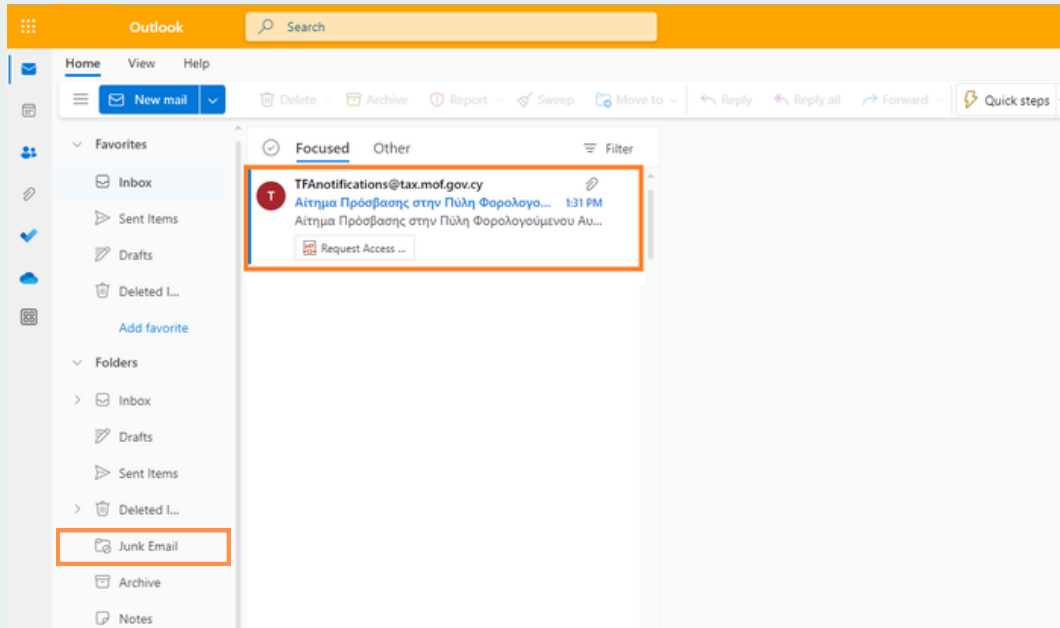 Outlook
Search
Home View Help
New mail
Delete Archive Report Sweep Move to Reply Reply all Forward Quick steps
Favorites
Inbox
Sent Items
Drafts
Deleted I...
Add favorite
Folders
Inbox
Drafts
Sent Items
Deleted I...
Junk Email
Archive
Notes
Focused Other Filter
T
TFAnotifications@tax.mof.gov.cy
Αίτημα Πρόσβασης στην Πύλη Φορολογο... 1:31 PM
Αίτημα Πρόσβασης στην Πύλη Φορολογούμενου Αυ...
Request Access ...